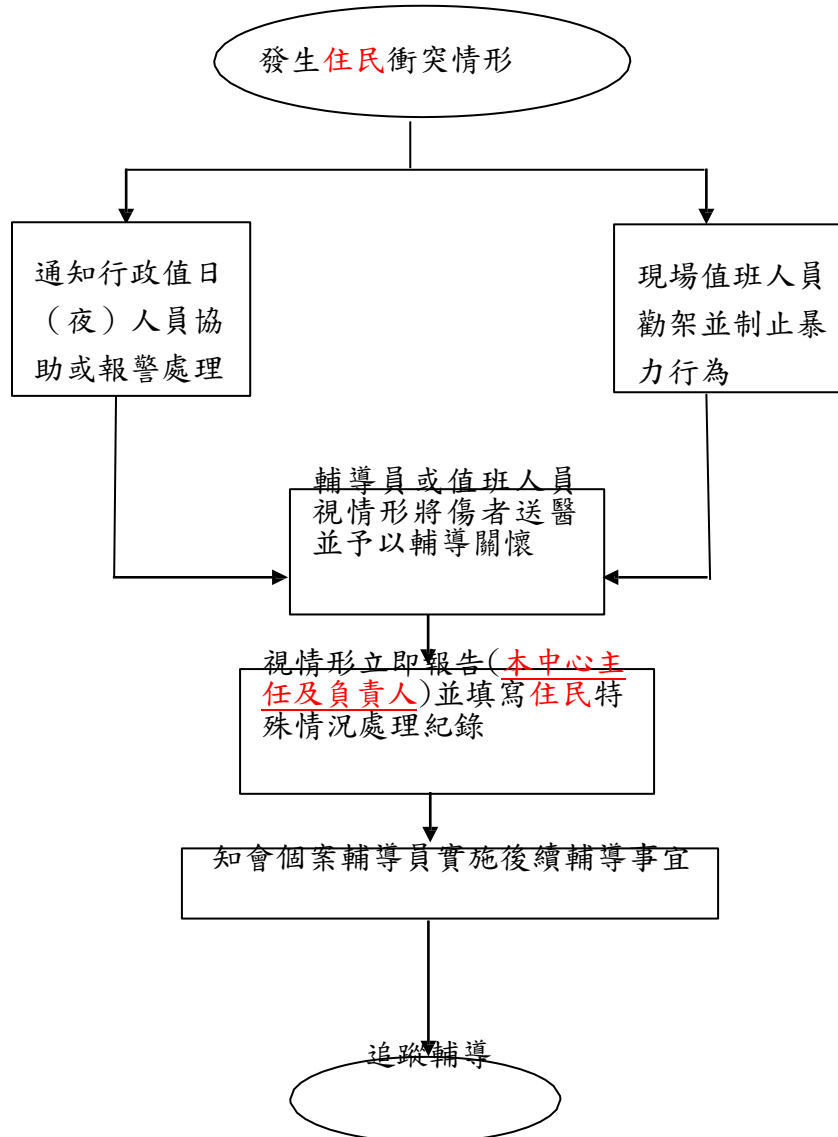 發生住民衝突情形
通知行政值日
（夜）人員協
助或報警處理
現場值班人員
勸架並制止暴
力行為
輔導員或值班人員
視情形將傷者送醫
並予以輔導關懷
視情形立即報告(本中心主
任及負責人)並填寫住民特
殊情況處理紀錄
知會個案輔導員實施後續輔導事宜
追蹤輔導